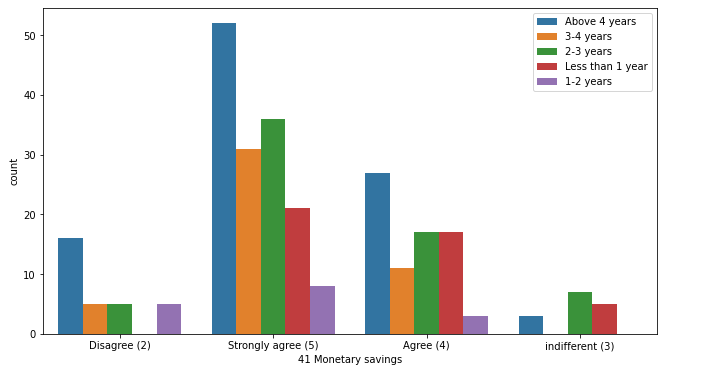 50
40
30
20
10
0
count
Above 4 years
3-4 years
2-3 years
Less than 1 year
1-2 years
Disagree (2)
Strongly agree (5)
Agree (4)
indifferent (3)
41 Monetary savings